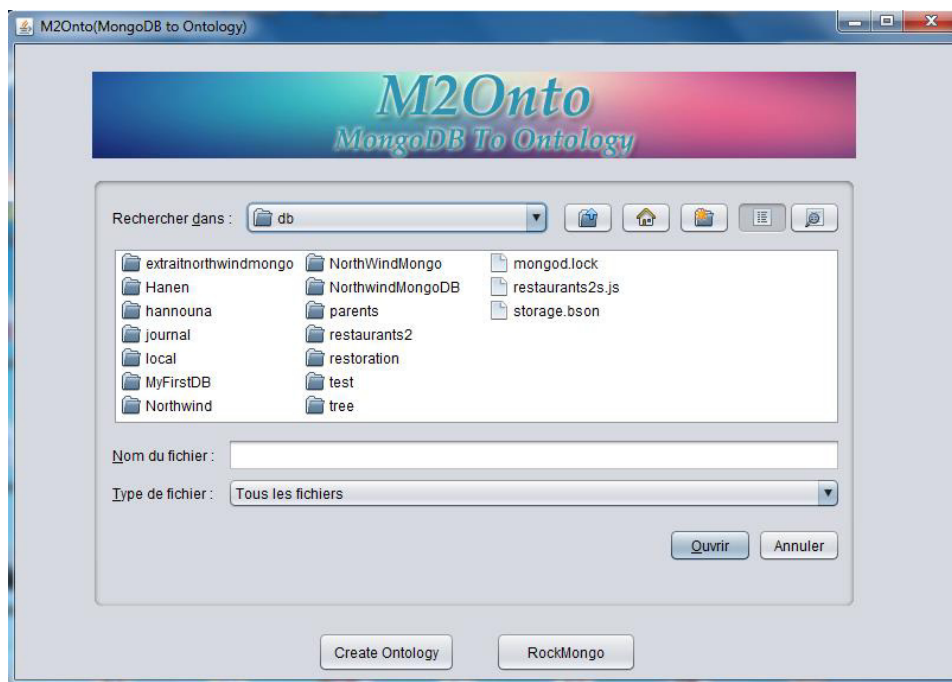 M2Onto(MongoDB to Ontology)
M2Onto
MongoDB To Ontology
Rechercher dans :
db
extraitnorthwindmongo
Hanen
hannouna
journal
local
MyFirstDB
Northwind
NorthWindMongo
NorthwindMongoDB
parents
restaurants2
restoration
test
tree
mongod.lock
restaurants2s.js
storage.bson
Nom du fichier :
Type de fichier :
Tous les fichiers
Ouvrir
Annuler
Create Ontology
RockMongo